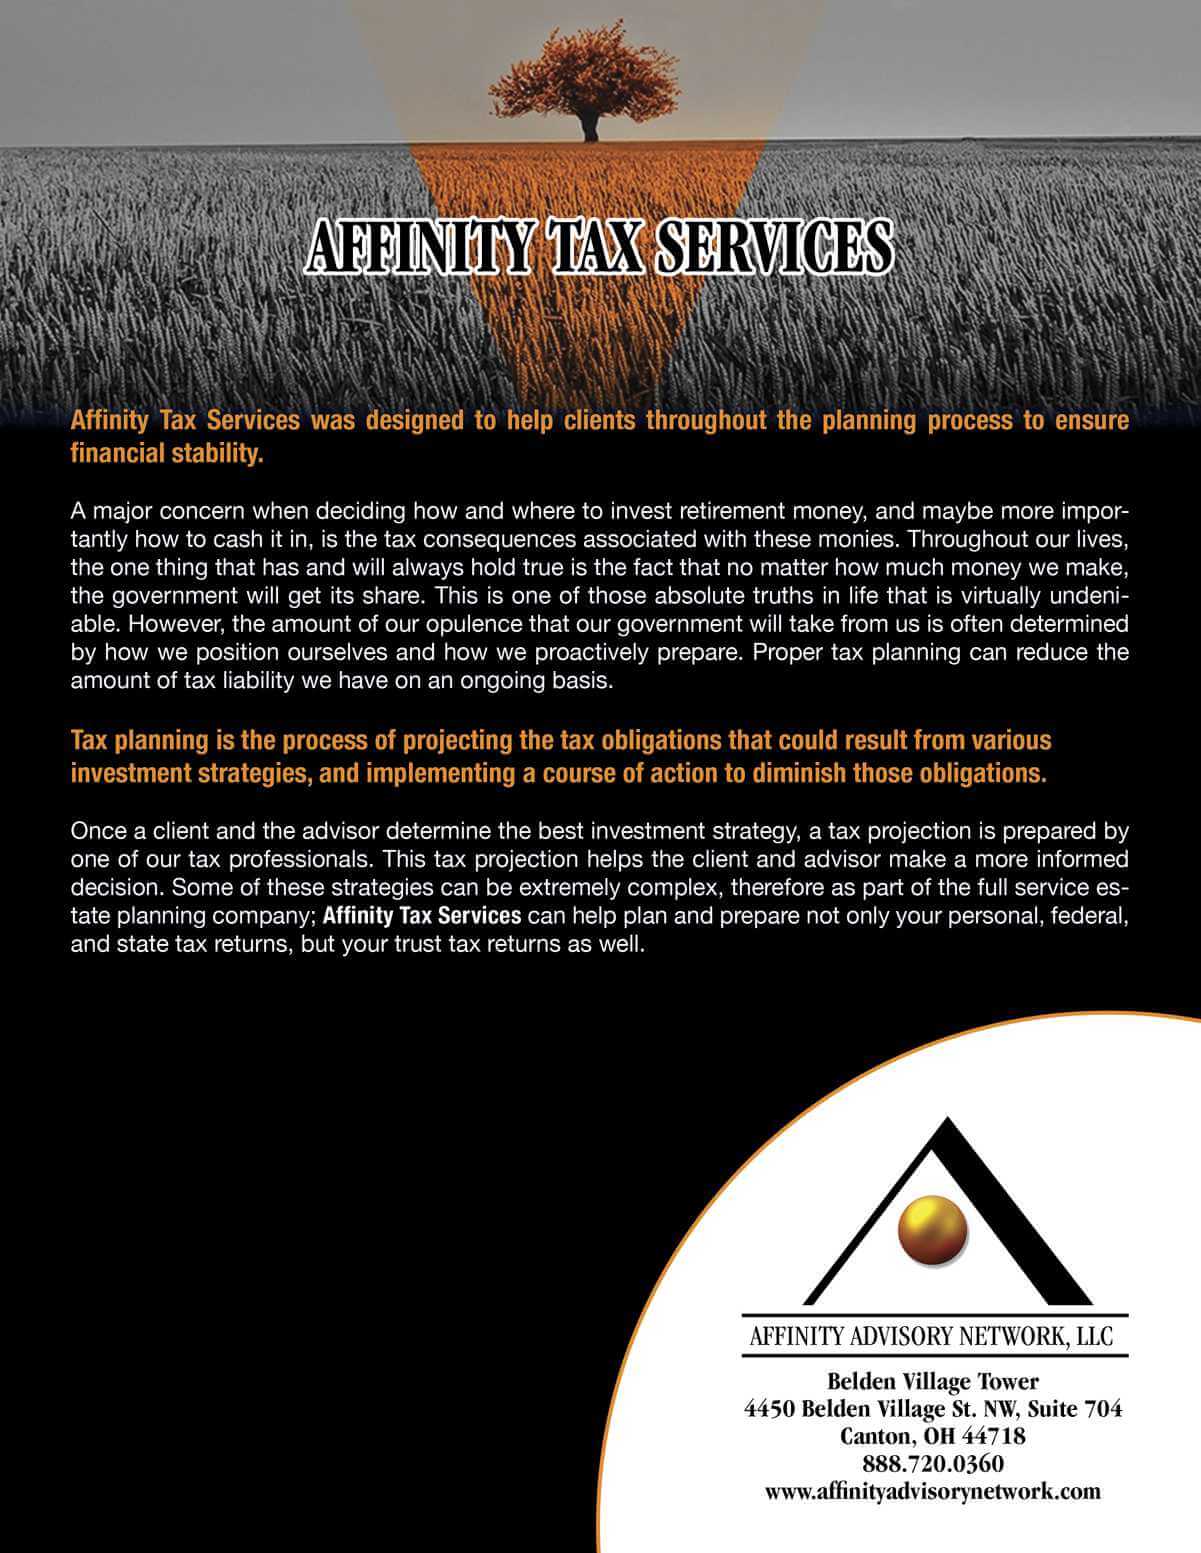 AFFINITY TAX SERVICES
Affinity Tax Services was designed to help clients throughout the planning process to ensure
financial stability.
A major concern when deciding how and where to invest retirement money, and maybe more impor-
tantly how to cash it in, is the tax consequences associated with these monies. Throughout our lives,
the one thing that has and will always hold true is the fact that no matter how much money we make,
the government will get its share. This is one of those absolute truths in life that is virtually undeni-
able. However, the amount of our opulence that our government will take from us is often determined
by how we position ourselves and how we proactively prepare. Proper tax planning can reduce the
amount of tax liability we have on an ongoing basis.
Tax planning is the process of projecting the tax obligations that could result from various
investment strategies, and implementing a course of action to diminish those obligations.
Once a client and the advisor determine the best investment strategy, a tax projection is prepared by
one of our tax professionals. This tax projection helps the client and advisor make a more informed
decision. Some of these strategies can be extremely complex, therefore as part of the full service es-
tate planning company; Affinity Tax Services can help plan and prepare not only your personal, federal,
and state tax returns, but your trust tax returns as well.
AFFINITY ADVISORY NETWORK, LLC
Belden Village Tower
4450 Belden Village St. NW, Suite 704
Canton, OH 44718
888.720.0360
www.affinityadvisorynetwork.com